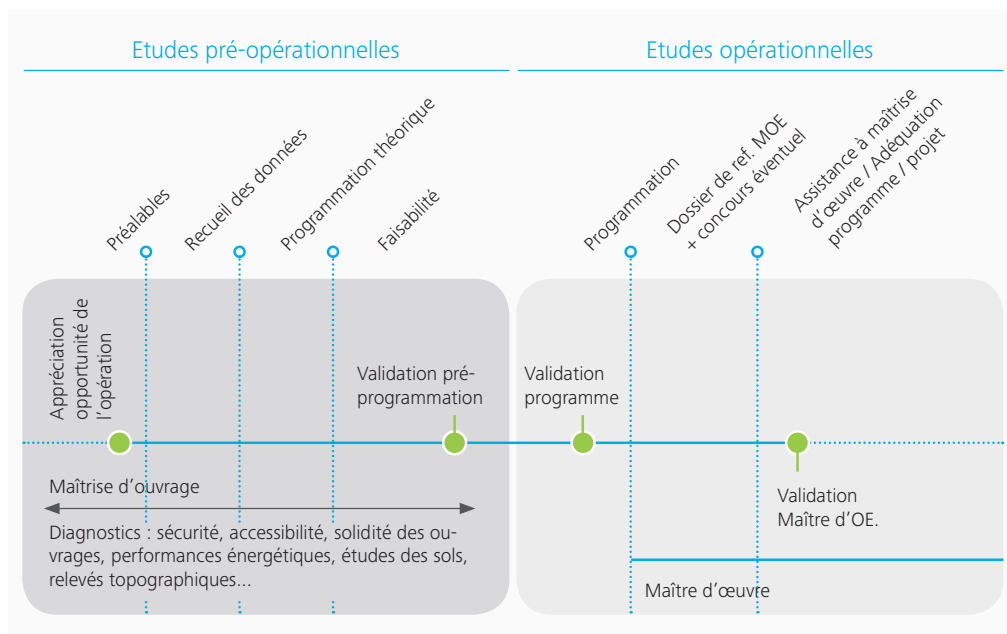 Etudes pré-opérationnelles
Etudes opérationnelles
Préalables
Recueil des données
Programmation théorique
Faisabilité
Programmation
Dossier de ref. MOE
+ concours éventuel
Assistance à maîtrise
d'œuvre / Adéquation
programme / projet
Appréciation
opportunité de
l'opération
Validation pré-
programmation
Validation
programme
Validation
Maître d'OE.
Maîtrise d'ouvrage
Diagnostics : sécurité, accessibilité, solidité des ou-
vrages, performances énergétiques, études des sols,
relevés topographiques...
Maître d'œuvre